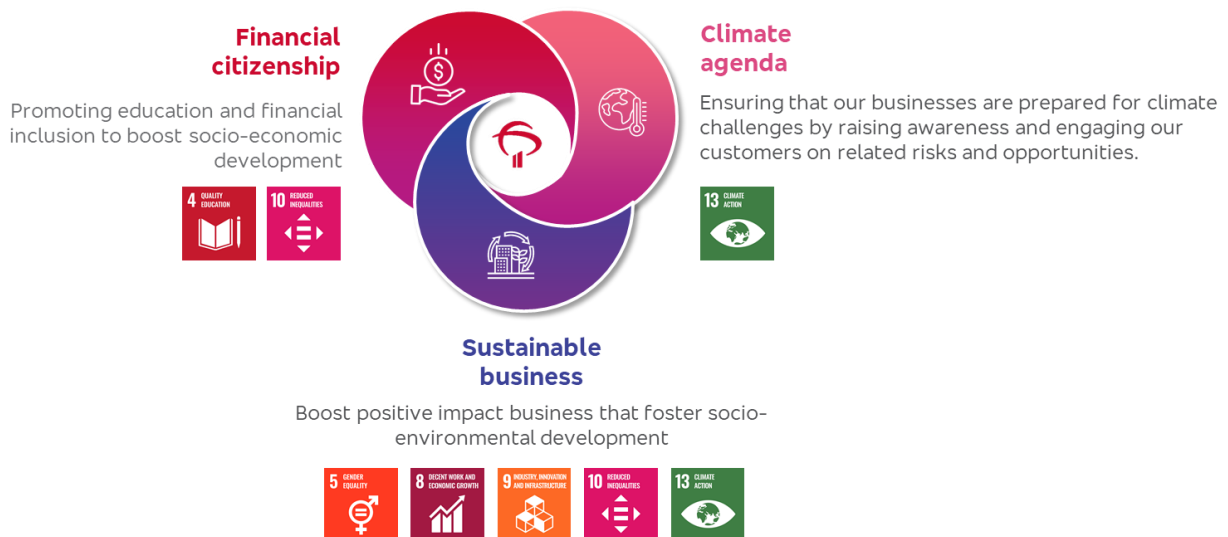 Financial
citizenship
Promoting education and financial
inclusion to boost socio-economic
development
4 QUALITY
EDUCATION
10 REDUCED
INEQUALITIES
$
Climate
agenda
Ensuring that our businesses are prepared for climate
challenges by raising awareness and engaging our
customers on related risks and opportunities.
13 CLIMATE
ACTION
Sustainable
business
Boost positive impact business that foster socio-
environmental development
5 GENDER
EQUALITY
8 DECENT WORK AND
ECONOMIC GROWTH
9 INDUSTRY, INNOVATION
AND INFRASTRUCTURE
10 REDUCED
INEQUALITIES
13 CLIMATE
ACTION